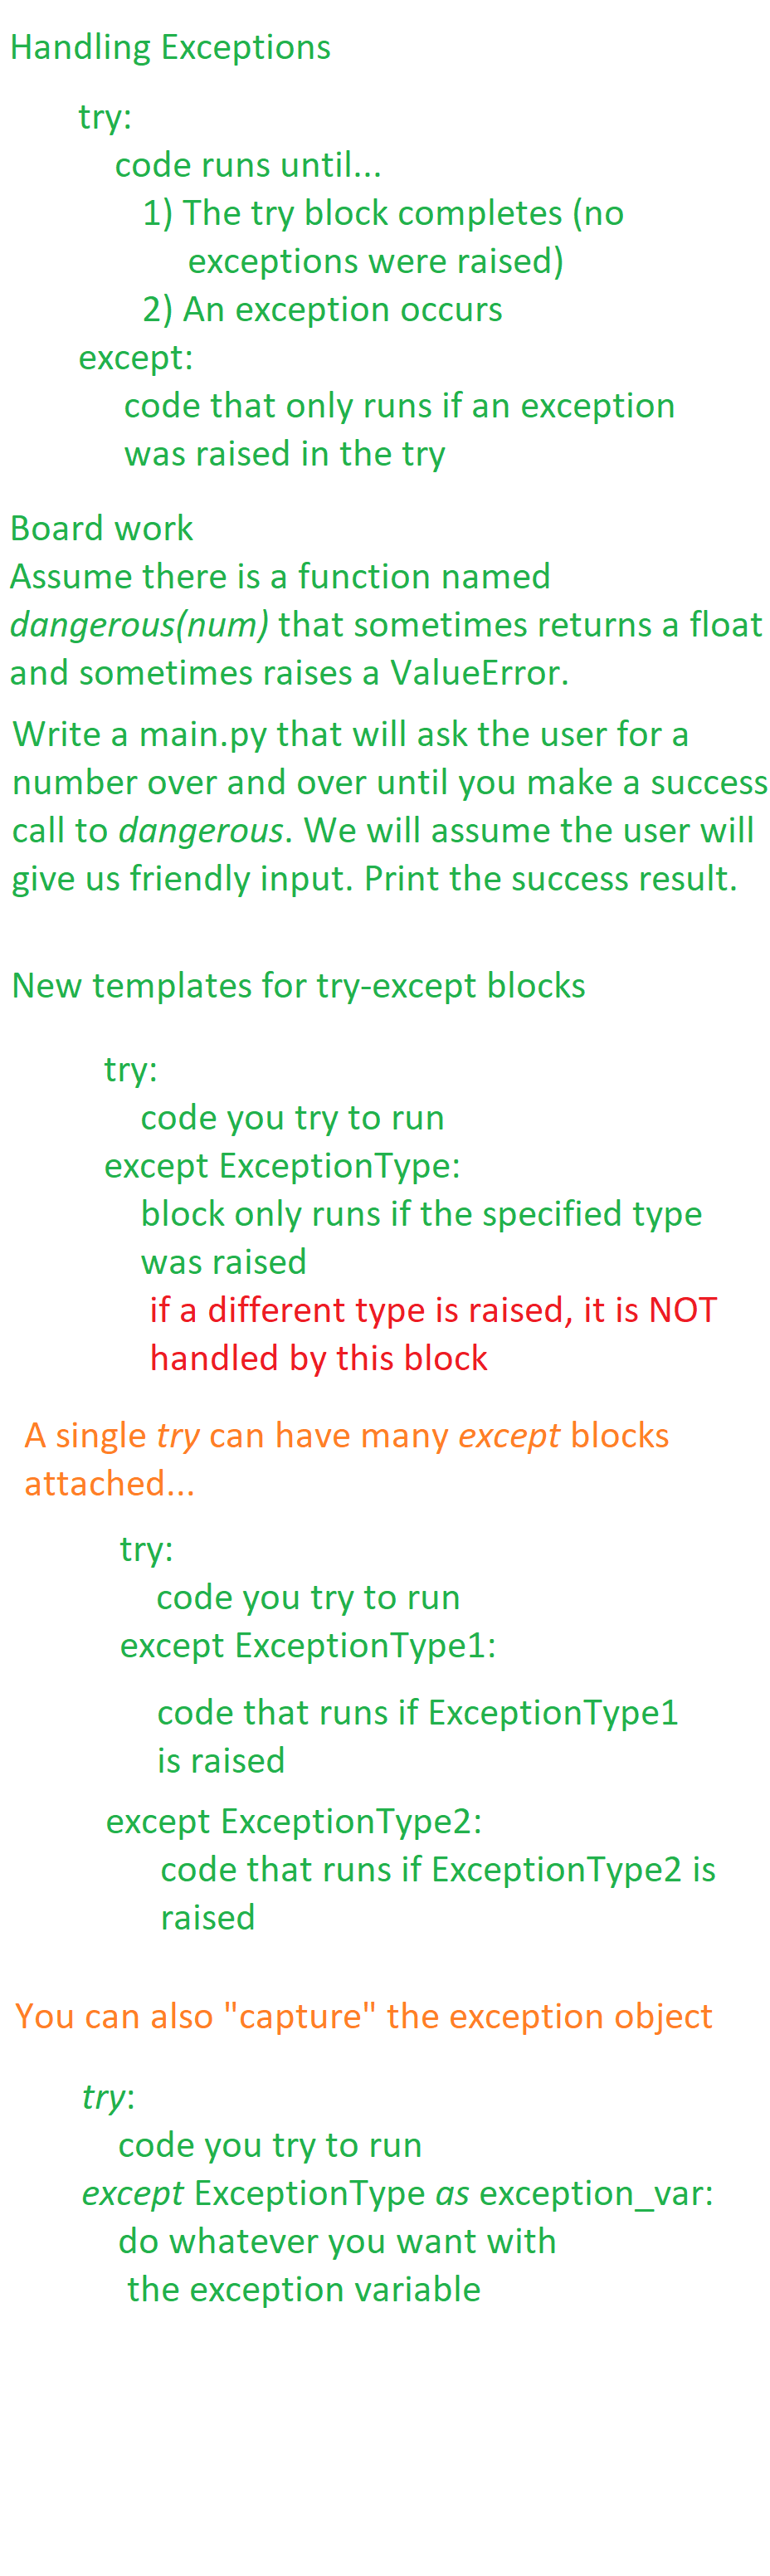 Handling Exceptions
try:
code runs until...
1) The try block completes (no
exceptions were raised)
2) An exception occurs
except:
code that only runs if an exception
was raised in the try
Board work
Assume there is a function named
dangerous(num) that sometimes returns a float
and sometimes raises a ValueError.
Write a main.py that will ask the user for a
number over and over until you make a success
call to dangerous. We will assume the user will
give us friendly input. Print the success result.
New templates for try-except blocks
try:
code you try to run
except ExceptionType:
block only runs if the specified type
was raised
if a different type is raised, it is NOT
handled by this block
A single try can have many except blocks
attached...
try:
code you try to run
except ExceptionType1:
code that runs if ExceptionType1
is raised
except ExceptionType2:
code that runs if ExceptionType2 is
raised
You can also "capture" the exception object
try:
code you try to run
except ExceptionType as exception_var:
do whatever you want with
the exception variable